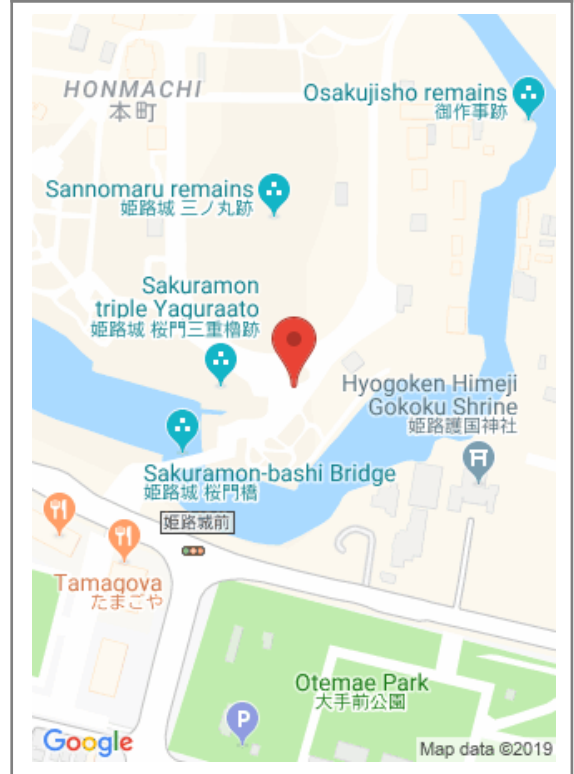 HONMACHI
本町
Osakujisho remains
御作事跡
Sannomaru remains
姫路城 三ノ丸跡
Sakuramon
triple Yaguraato
姫路城 桜門三重櫓跡
Hyogoken Himeji
Gokoku Shrine
姫路護国神社
Sakuramon-bashi Bridge
姫路城 桜門橋
姫路城前
Tamagoya
たまごや
Otemae Park
大手前公園
P
Google
Map data ©2019